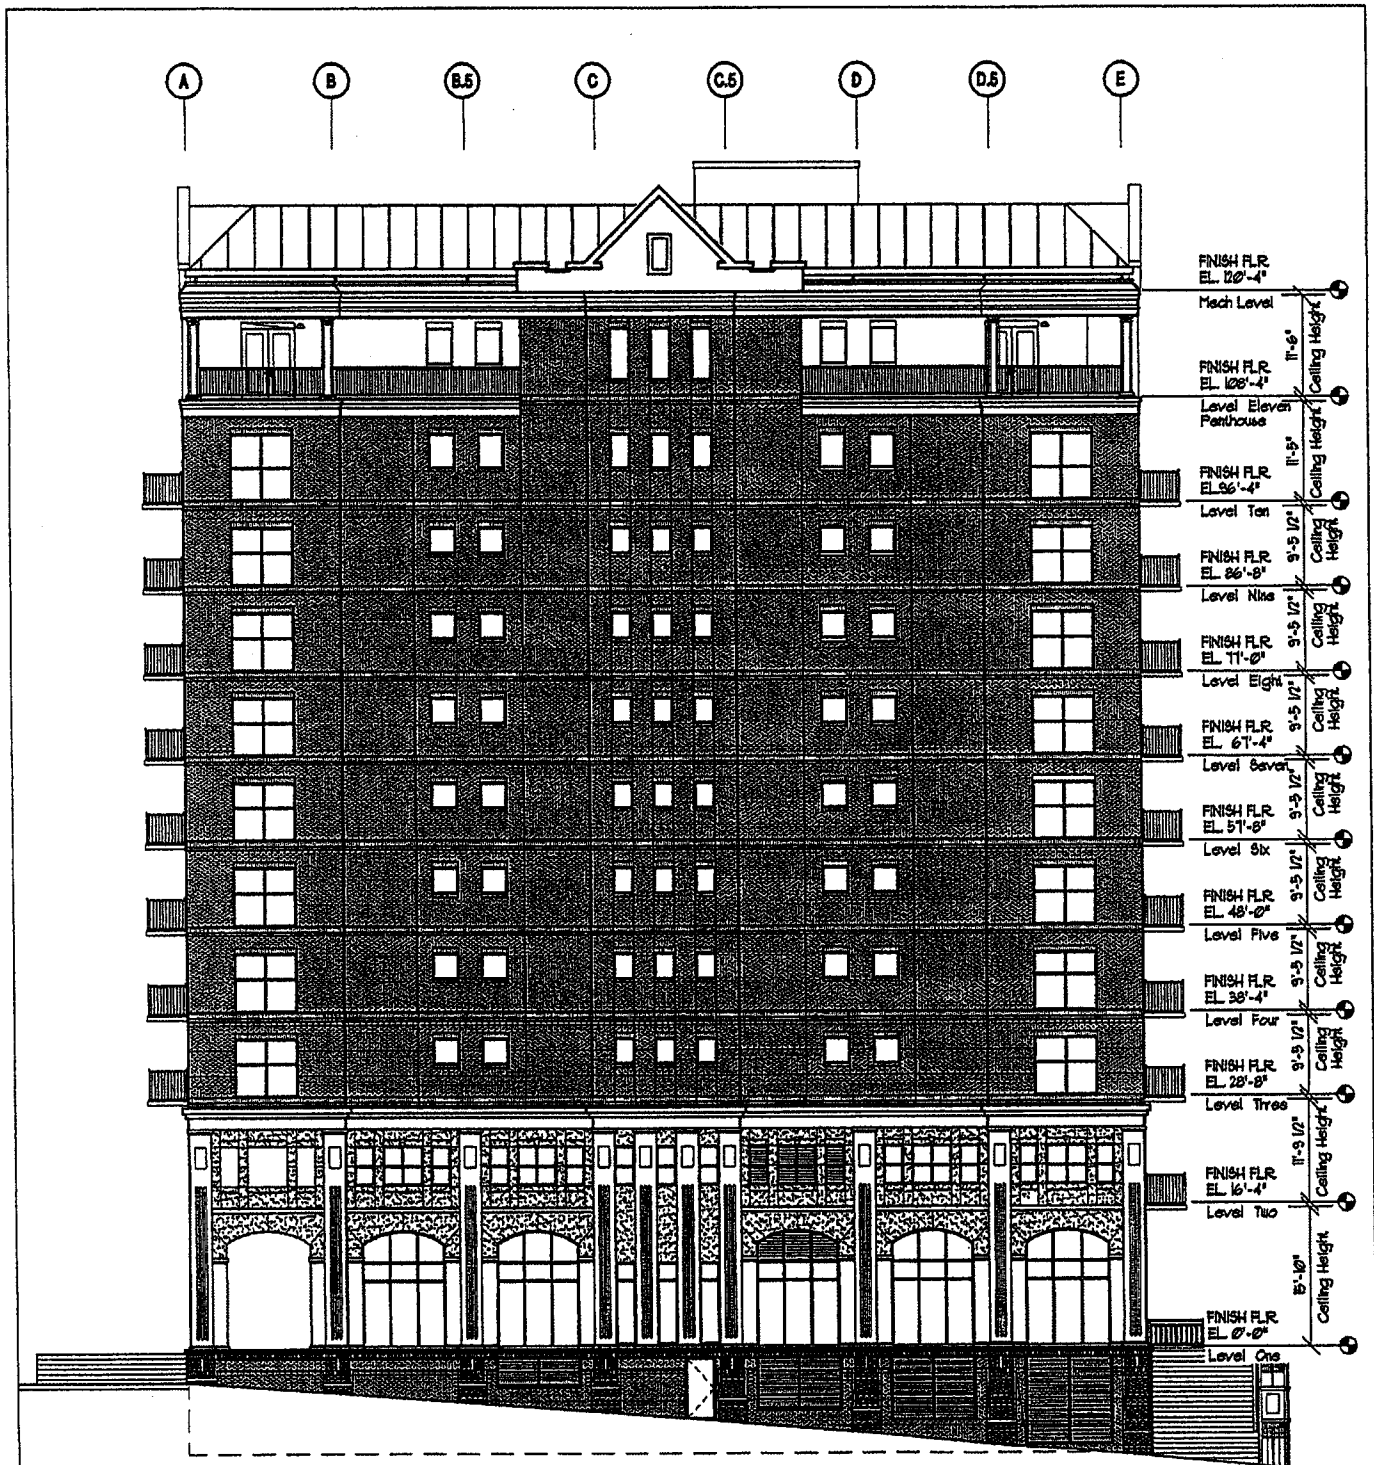 A B B.5 C C.5 D D.5 E
FINISH FLR.
EL. 120'-4"
Mech Level
11'-6"
Ceiling Height
FINISH FLR.
EL. 108'-4"
Level Eleven
Penthouse
11'-5"
Ceiling Height
FINISH FLR.
EL. 96'-4"
Level Ten
9'-5 1/2"
Ceiling
Height
FINISH FLR.
EL. 86'-8"
Level Nine
9'-5 1/2"
Ceiling
Height
FINISH FLR.
EL. 77'-0"
Level Eight
9'-5 1/2"
Ceiling
Height
FINISH FLR.
EL. 67'-4"
Level Seven
9'-5 1/2"
Ceiling
Height
FINISH FLR.
EL. 57'-8"
Level Six
9'-5 1/2"
Ceiling
Height
FINISH FLR.
EL. 48'-0"
Level Five
9'-5 1/2"
Ceiling
Height
FINISH FLR.
EL. 38'-4"
Level Four
9'-5 1/2"
Ceiling
Height
FINISH FLR.
EL. 28'-8"
Level Three
11'-9 1/2"
Ceiling Height
FINISH FLR.
EL. 16'-4"
Level Two
15'-10"
Ceiling Height
FINISH FLR.
EL. 0'-0"
Level One